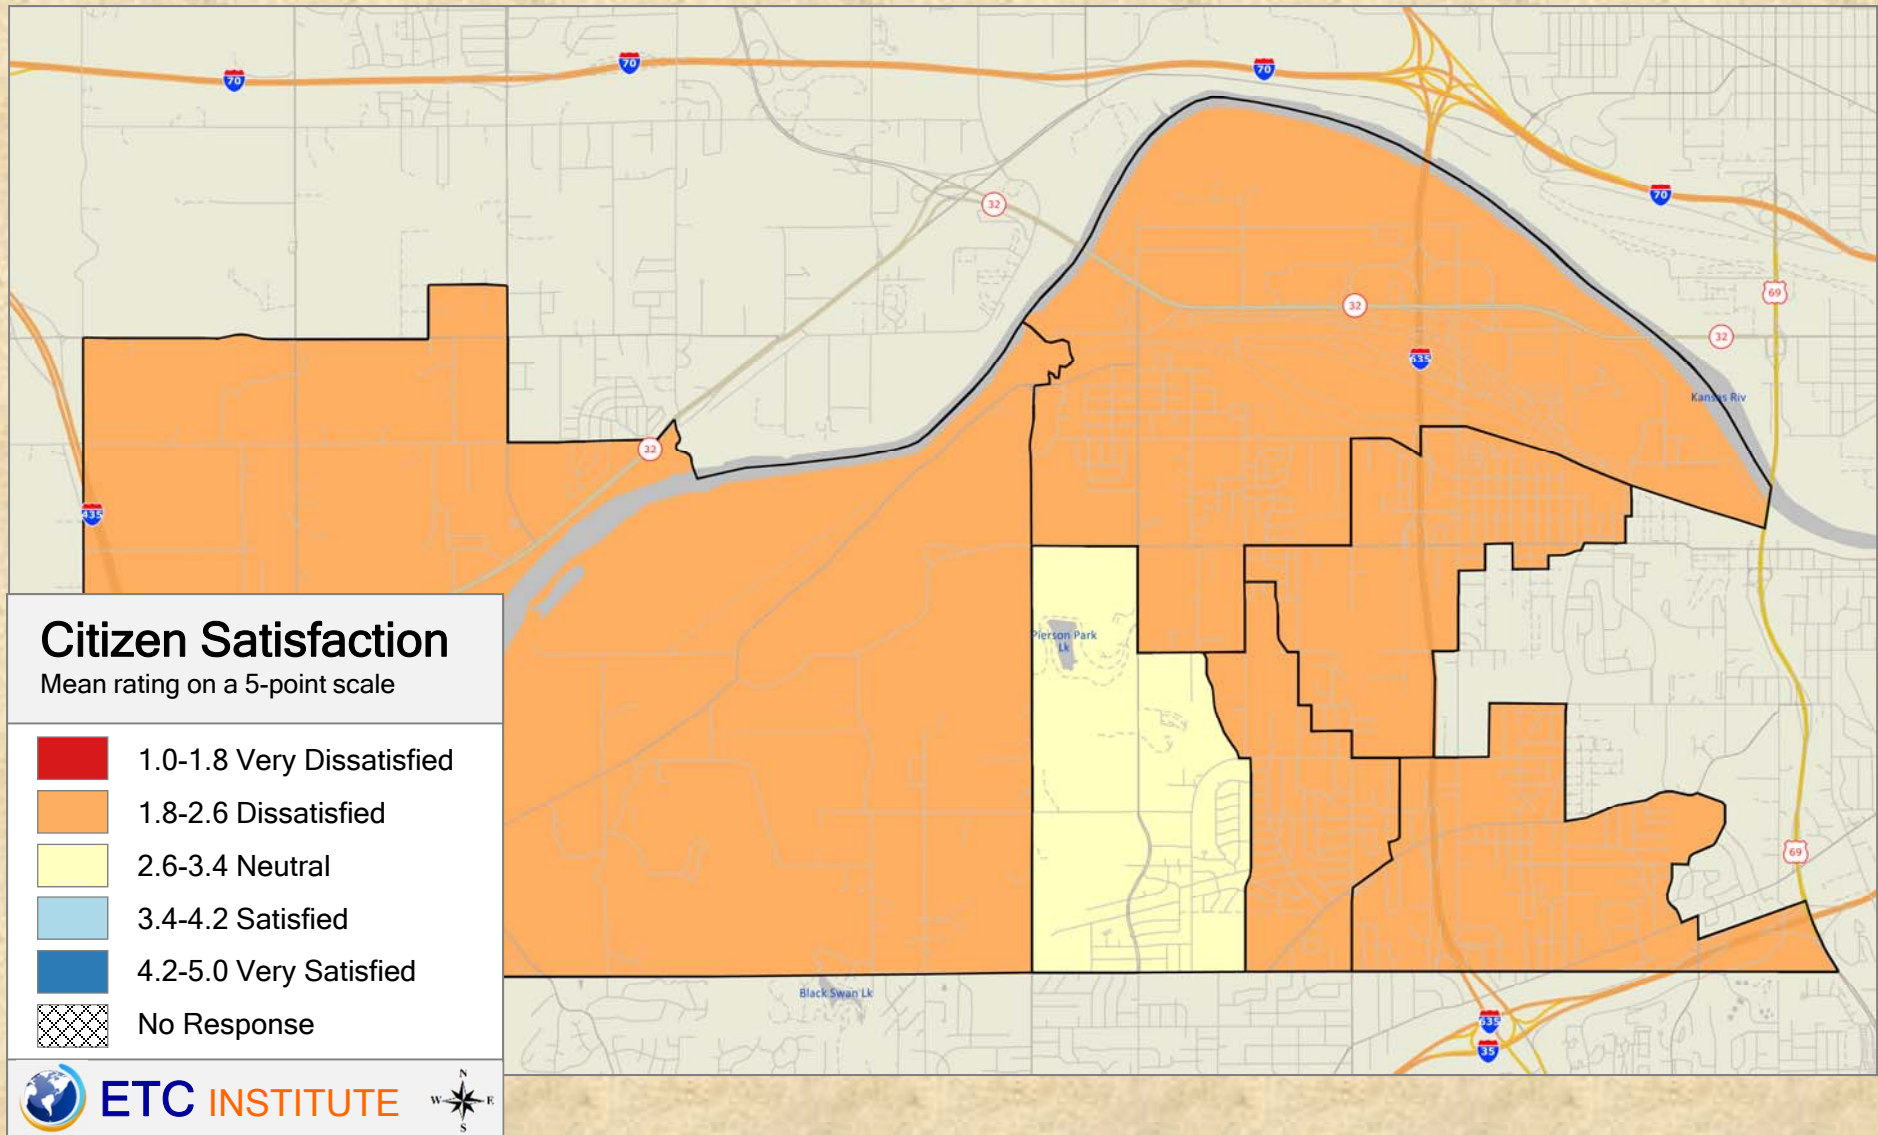 70
70
70
70
32
69
32
32
635
Kansas Riv
32
435
Citizen Satisfaction
Mean rating on a 5-point scale
Pierson Park
Lk
1.0-1.8 Very Dissatisfied
1.8-2.6 Dissatisfied
2.6-3.4 Neutral
69
3.4-4.2 Satisfied
4.2-5.0 Very Satisfied
Black Swan Lk
No Response
635
35
ETC INSTITUTE
N
W E
S